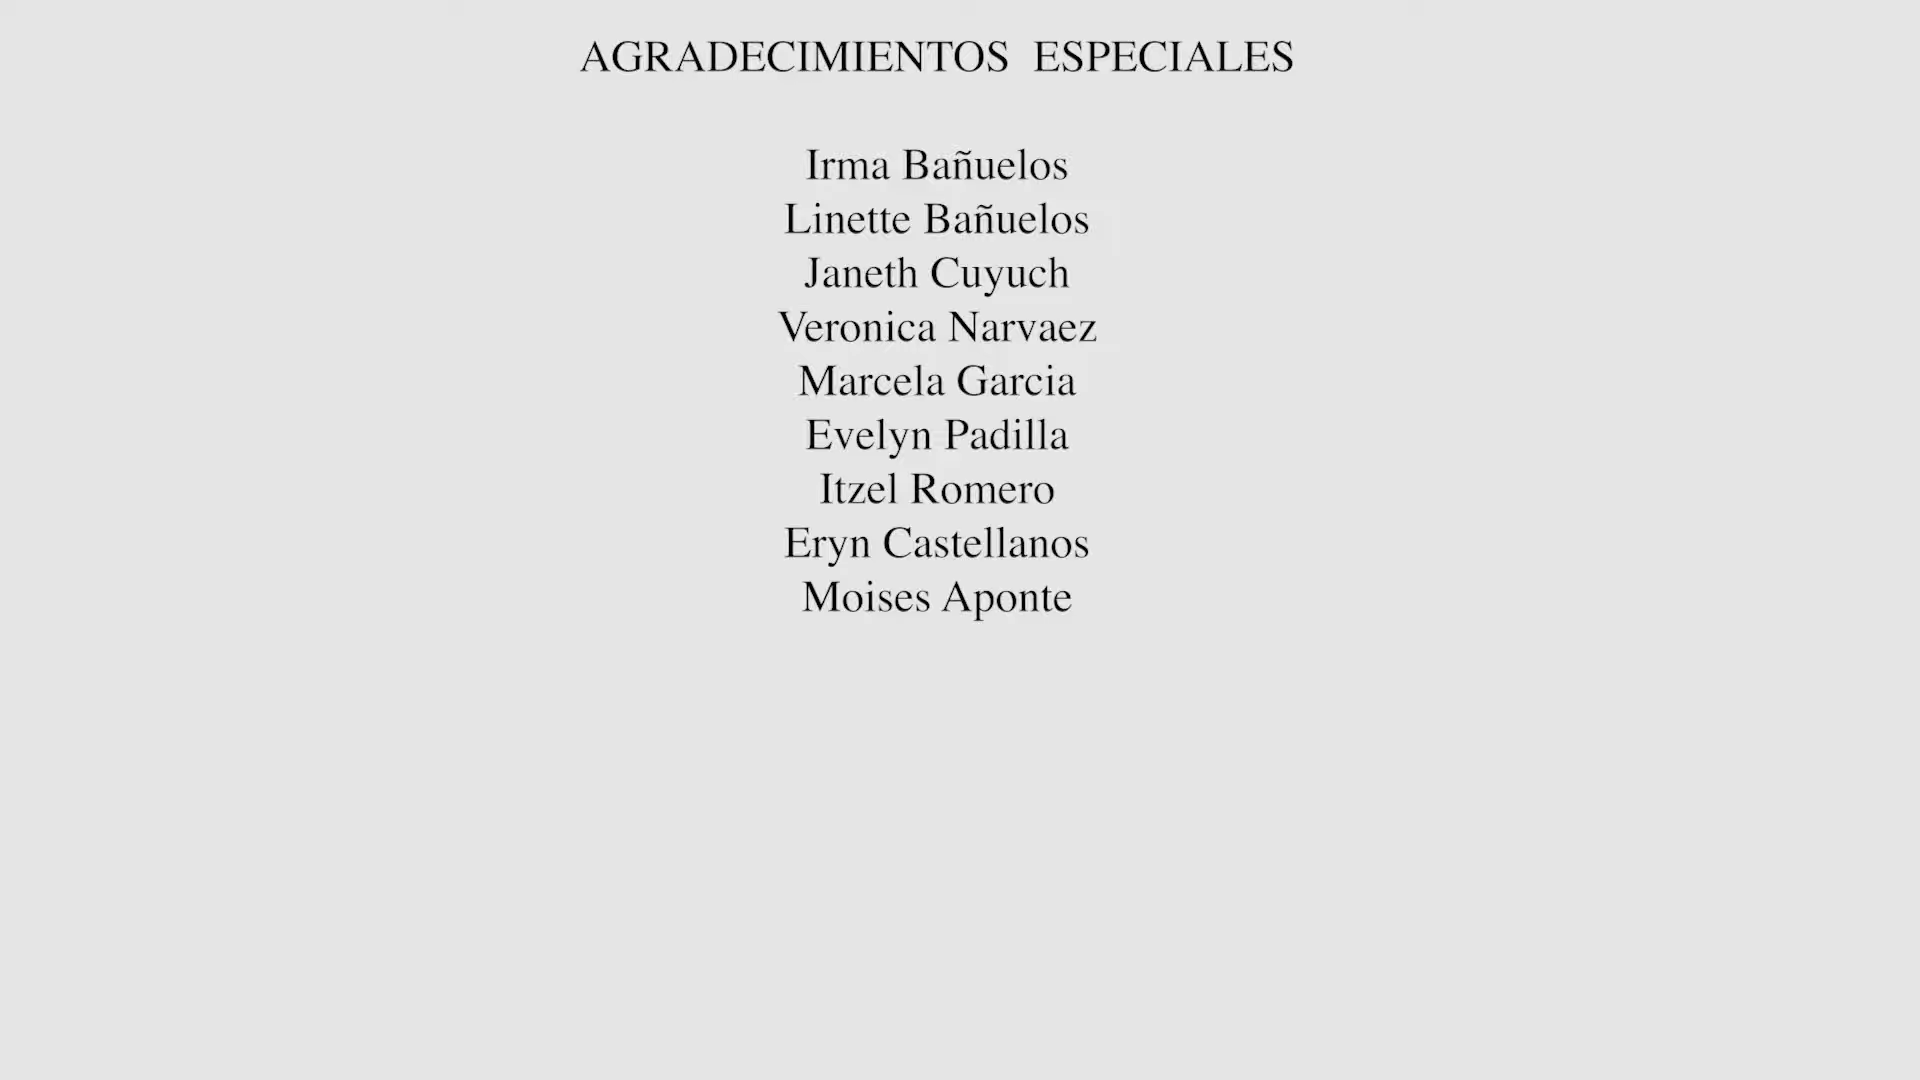 AGRADECIMIENTOS ESPECIALES
Irma Bañuelos
Linette Bañuelos
Janeth Cuyuch
Veronica Narvaez
Marcela Garcia
Evelyn Padilla
Itzel Romero
Eryn Castellanos
Moises Aponte